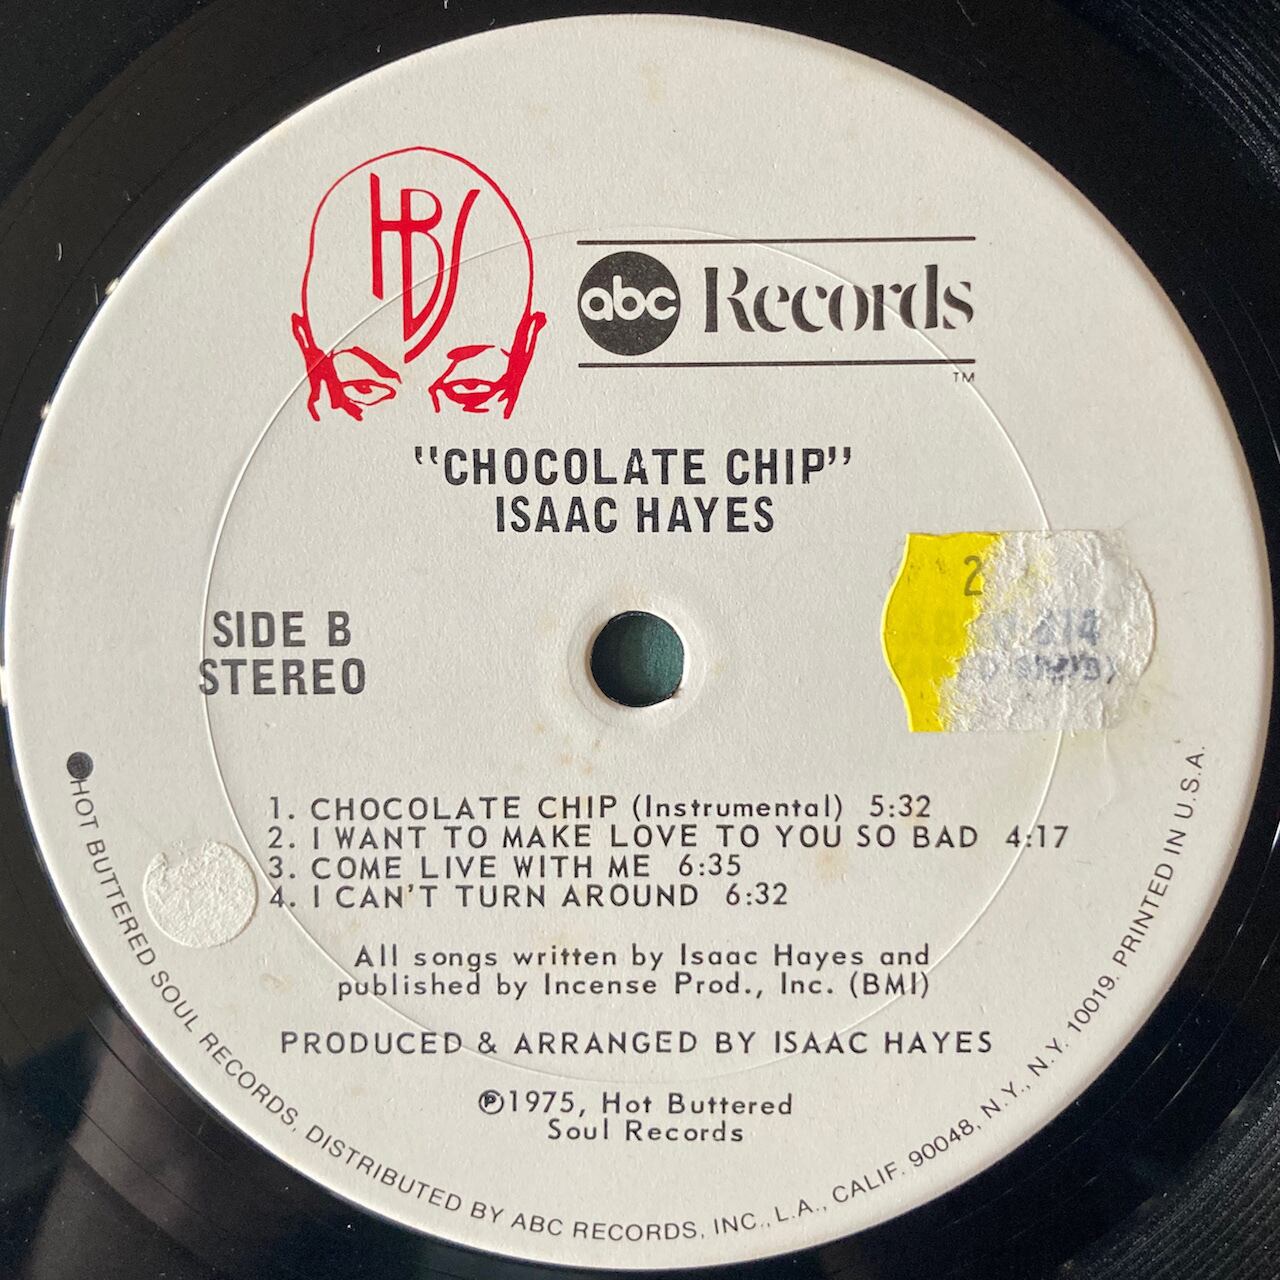 HBS
abc Records
TM
"CHOCOLATE CHIP"
ISAAC HAYES
2
SIDE B
STEREO
1. CHOCOLATE CHIP (Instrumental) 5:32
2. I WANT TO MAKE LOVE TO YOU SO BAD 4:17
3. COME LIVE WITH ME 6:35
4. I CAN'T TURN AROUND 6:32
All songs written by Isaac Hayes and
published by Incense Prod., Inc. (BMI)
PRODUCED & ARRANGED BY ISAAC HAYES
℗1975, Hot Buttered
Soul Records
HOT BUTTERED SOUL RECORDS, DISTRIBUTED BY ABC RECORDS, INC., L.A., CALIF. 90048, N.Y., N.Y. 10019. PRINTED IN U.S.A.